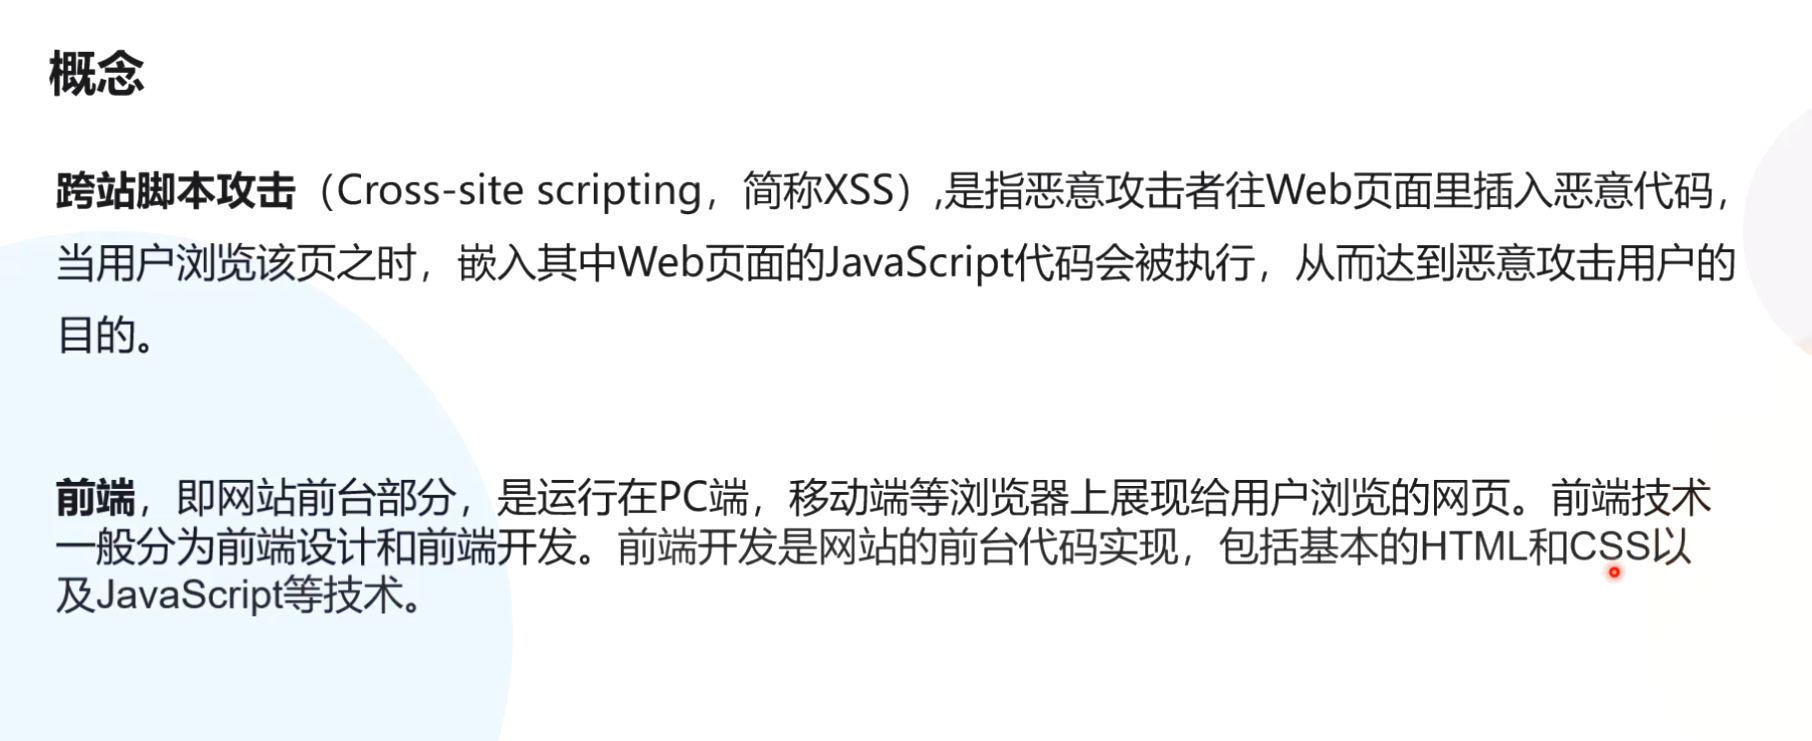 概念
跨站脚本攻击（Cross-site scripting，简称XSS）,是指恶意攻击者往Web页面里插入恶意代码，
当用户浏览该页之时，嵌入其中Web页面的JavaScript代码会被执行，从而达到恶意攻击用户的
目的。
前端，即网站前台部分，是运行在PC端，移动端等浏览器上展现给用户浏览的网页。前端技术
一般分为前端设计和前端开发。前端开发是网站的前台代码实现，包括基本的HTML和CSS以
及JavaScript等技术。